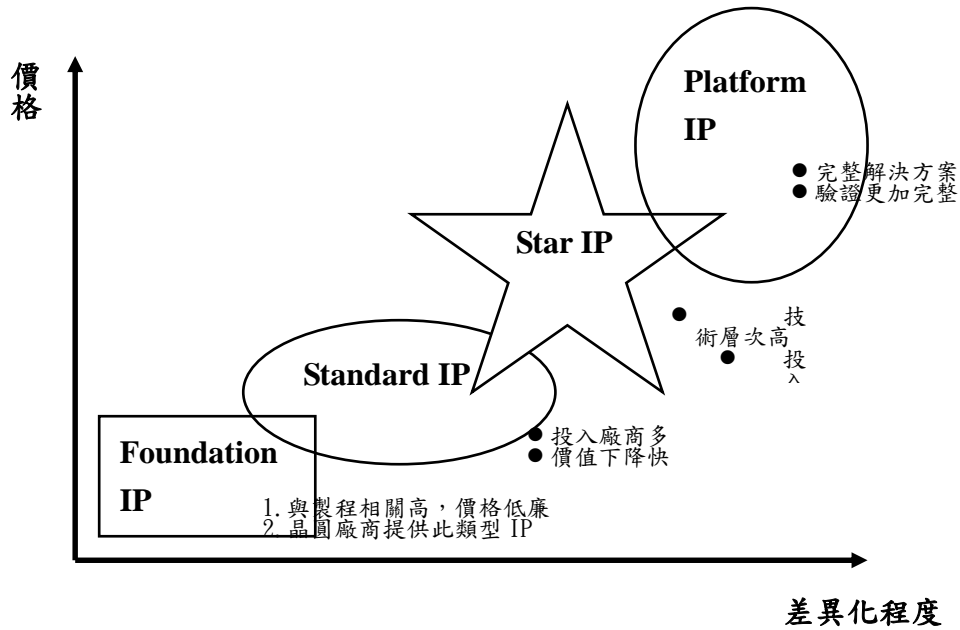 價格
Platform
IP
● 完整解決方案
● 驗證更加完整
Star IP
● 技
術層次高
● 投
入
Standard IP
● 投入廠商多
● 價值下降快
Foundation
IP
1. 與製程相關高，價格低廉
2. 晶圓廠商提供此類型 IP
差異化程度